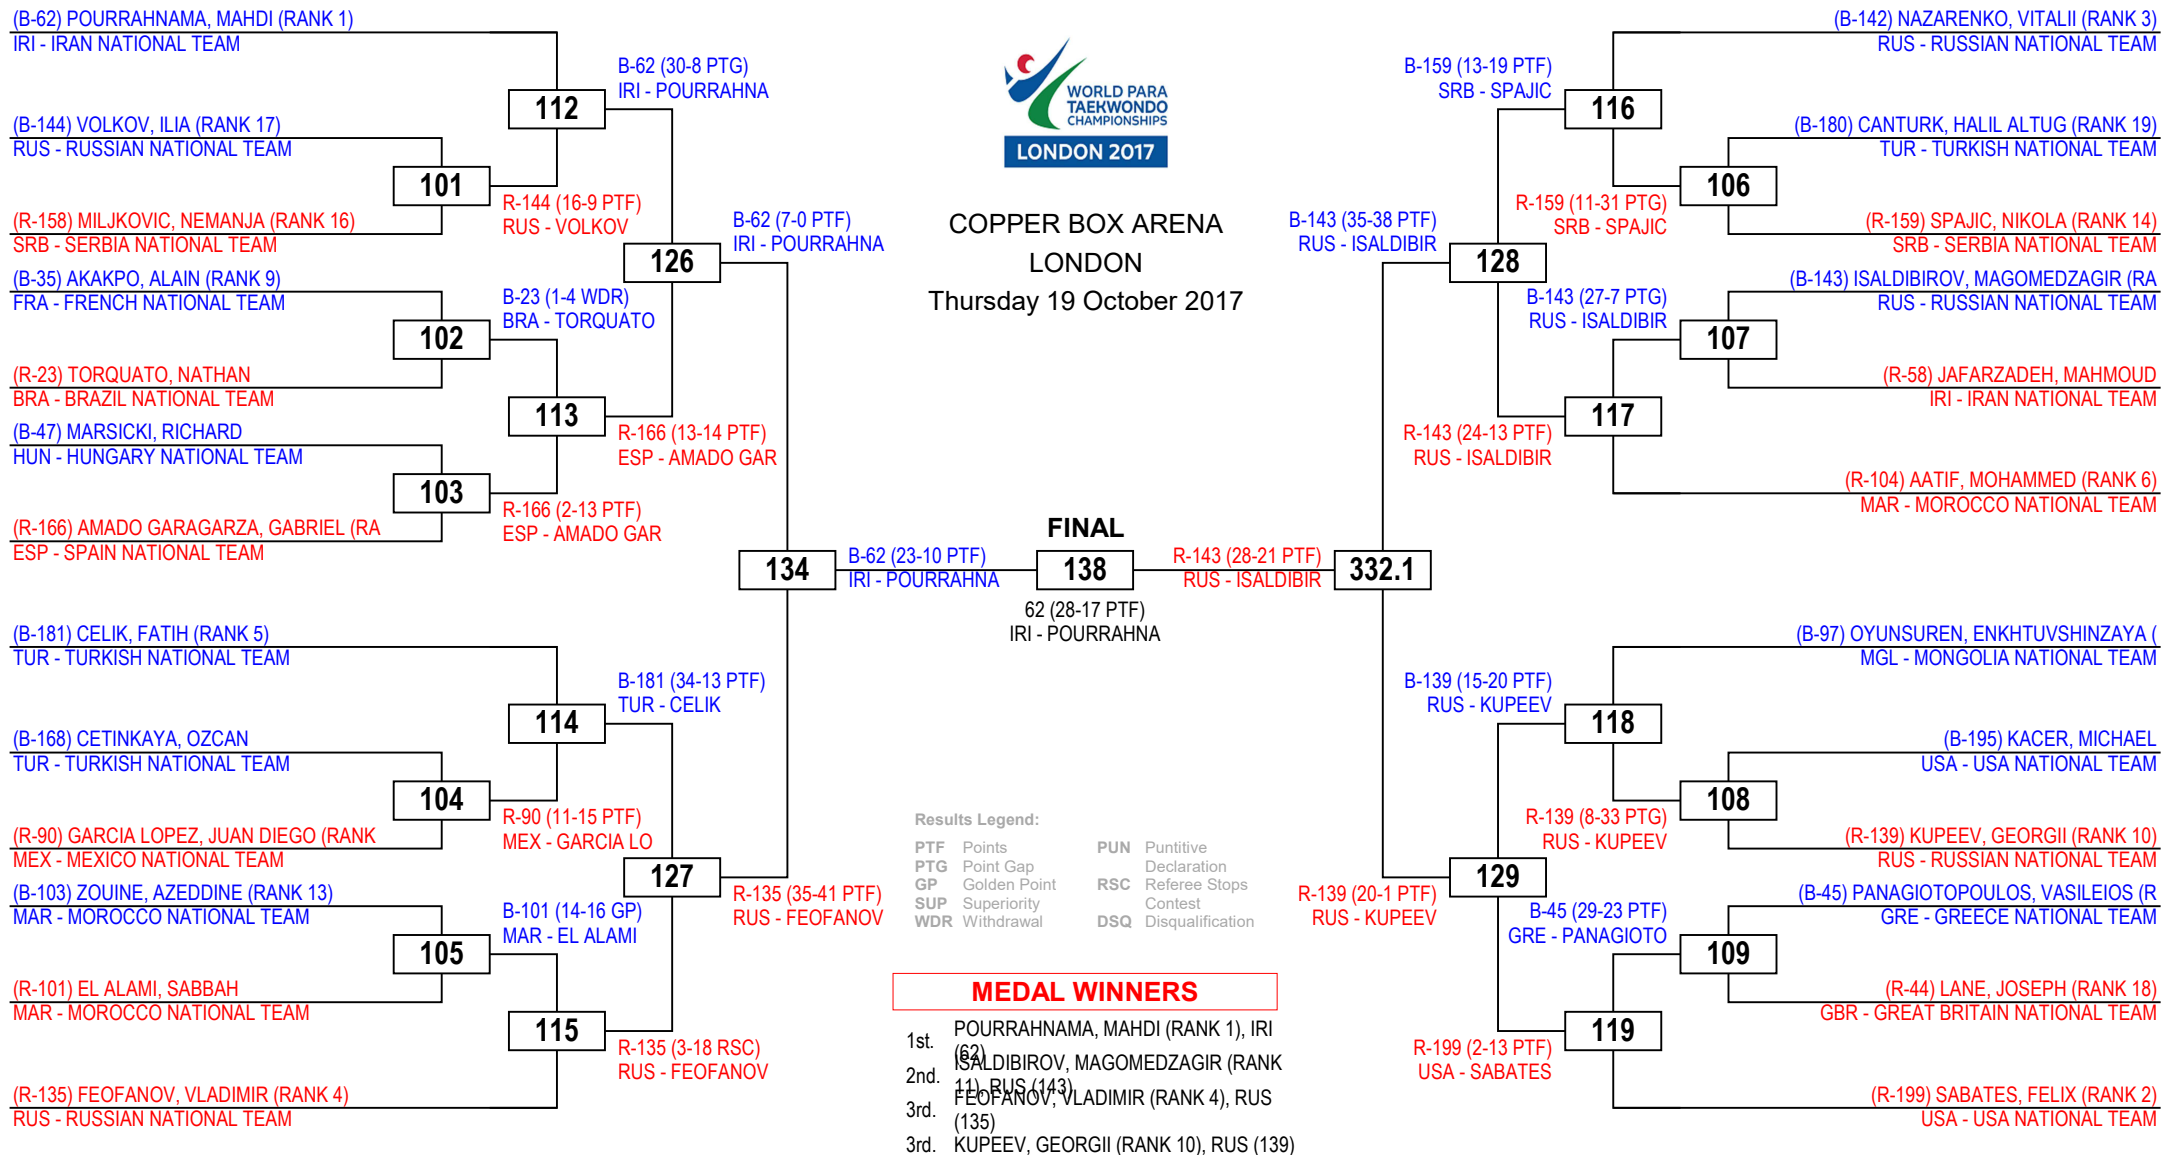 (B-62) POURRAHNAMA, MAHDI (RANK 1)
IRI - IRAN NATIONAL TEAM
(B-144) VOLKOV, ILIA (RANK 17)
RUS - RUSSIAN NATIONAL TEAM
(R-158) MILJKOVIC, NEMANJA (RANK 16)
SRB - SERBIA NATIONAL TEAM
(B-35) AKAKPO, ALAIN (RANK 9)
FRA - FRENCH NATIONAL TEAM
(R-23) TORQUATO, NATHAN
BRA - BRAZIL NATIONAL TEAM
(B-47) MARSICKI, RICHARD
HUN - HUNGARY NATIONAL TEAM
(R-166) AMADO GARAGARZA, GABRIEL (RA
ESP - SPAIN NATIONAL TEAM
(B-181) CELIK, FATIH (RANK 5)
TUR - TURKISH NATIONAL TEAM
(B-168) CETINKAYA, OZCAN
TUR - TURKISH NATIONAL TEAM
(R-90) GARCIA LOPEZ, JUAN DIEGO (RANK
MEX - MEXICO NATIONAL TEAM
(B-103) ZOUINE, AZEDDINE (RANK 13)
MAR - MOROCCO NATIONAL TEAM
(R-101) EL ALAMI, SABBAH
MAR - MOROCCO NATIONAL TEAM
(R-135) FEOFANOV, VLADIMIR (RANK 4)
RUS - RUSSIAN NATIONAL TEAM
101
102
103
104
105
R-144 (16-9 PTF)
RUS - VOLKOV
B-23 (1-4 WDR)
BRA - TORQUATO
R-166 (2-13 PTF)
ESP - AMADO GAR
R-90 (11-15 PTF)
MEX - GARCIA LO
B-101 (14-16 GP)
MAR - EL ALAMI
112
113
114
115
B-62 (30-8 PTG)
IRI - POURRAHNA
R-166 (13-14 PTF)
ESP - AMADO GAR
B-181 (34-13 PTF)
TUR - CELIK
R-135 (3-18 RSC)
RUS - FEOFANOV
126
127
B-62 (7-0 PTF)
IRI - POURRAHNA
R-135 (35-41 PTF)
RUS - FEOFANOV
134
B-62 (23-10 PTF)
IRI - POURRAHNA
WORLD PARA
TAEKWONDO
CHAMPIONSHIPS
LONDON 2017
COPPER BOX ARENA
LONDON
Thursday 19 October 2017
FINAL
138
62 (28-17 PTF)
IRI - POURRAHNA
R-143 (28-21 PTF)
RUS - ISALDIBIR
332.1
B-143 (35-38 PTF)
RUS - ISALDIBIR
R-139 (20-1 PTF)
RUS - KUPEEV
128
129
B-159 (13-19 PTF)
SRB - SPAJIC
R-143 (24-13 PTF)
RUS - ISALDIBIR
B-139 (15-20 PTF)
RUS - KUPEEV
R-199 (2-13 PTF)
USA - SABATES
116
117
118
119
R-159 (11-31 PTG)
SRB - SPAJIC
B-143 (27-7 PTG)
RUS - ISALDIBIR
R-139 (8-33 PTG)
RUS - KUPEEV
B-45 (29-23 PTF)
GRE - PANAGIOTO
106
107
108
109
(B-142) NAZARENKO, VITALII (RANK 3)
RUS - RUSSIAN NATIONAL TEAM
(B-180) CANTURK, HALIL ALTUG (RANK 19)
TUR - TURKISH NATIONAL TEAM
(R-159) SPAJIC, NIKOLA (RANK 14)
SRB - SERBIA NATIONAL TEAM
(B-143) ISALDIBIROV, MAGOMEDZAGIR (RA
RUS - RUSSIAN NATIONAL TEAM
(R-58) JAFARZADEH, MAHMOUD
IRI - IRAN NATIONAL TEAM
(R-104) AATIF, MOHAMMED (RANK 6)
MAR - MOROCCO NATIONAL TEAM
(B-97) OYUNSUREN, ENKHTUVSHINZAYA (
MGL - MONGOLIA NATIONAL TEAM
(B-195) KACER, MICHAEL
USA - USA NATIONAL TEAM
(R-139) KUPEEV, GEORGII (RANK 10)
RUS - RUSSIAN NATIONAL TEAM
(B-45) PANAGIOTOPOULOS, VASILEIOS (R
GRE - GREECE NATIONAL TEAM
(R-44) LANE, JOSEPH (RANK 18)
GBR - GREAT BRITAIN NATIONAL TEAM
(R-199) SABATES, FELIX (RANK 2)
USA - USA NATIONAL TEAM
Results Legend:
PTF Points
PTG Point Gap
GP Golden Point
SUP Superiority
WDR Withdrawal
PUN Puntitive
Declaration
RSC Referee Stops
Contest
DSQ Disqualification
MEDAL WINNERS
1st. POURRAHNAMA, MAHDI (RANK 1), IRI
(62)
2nd. ISALDIBIROV, MAGOMEDZAGIR (RANK
11), RUS (143)
3rd. FEOFANOV, VLADIMIR (RANK 4), RUS
(135)
3rd. KUPEEV, GEORGII (RANK 10), RUS (139)